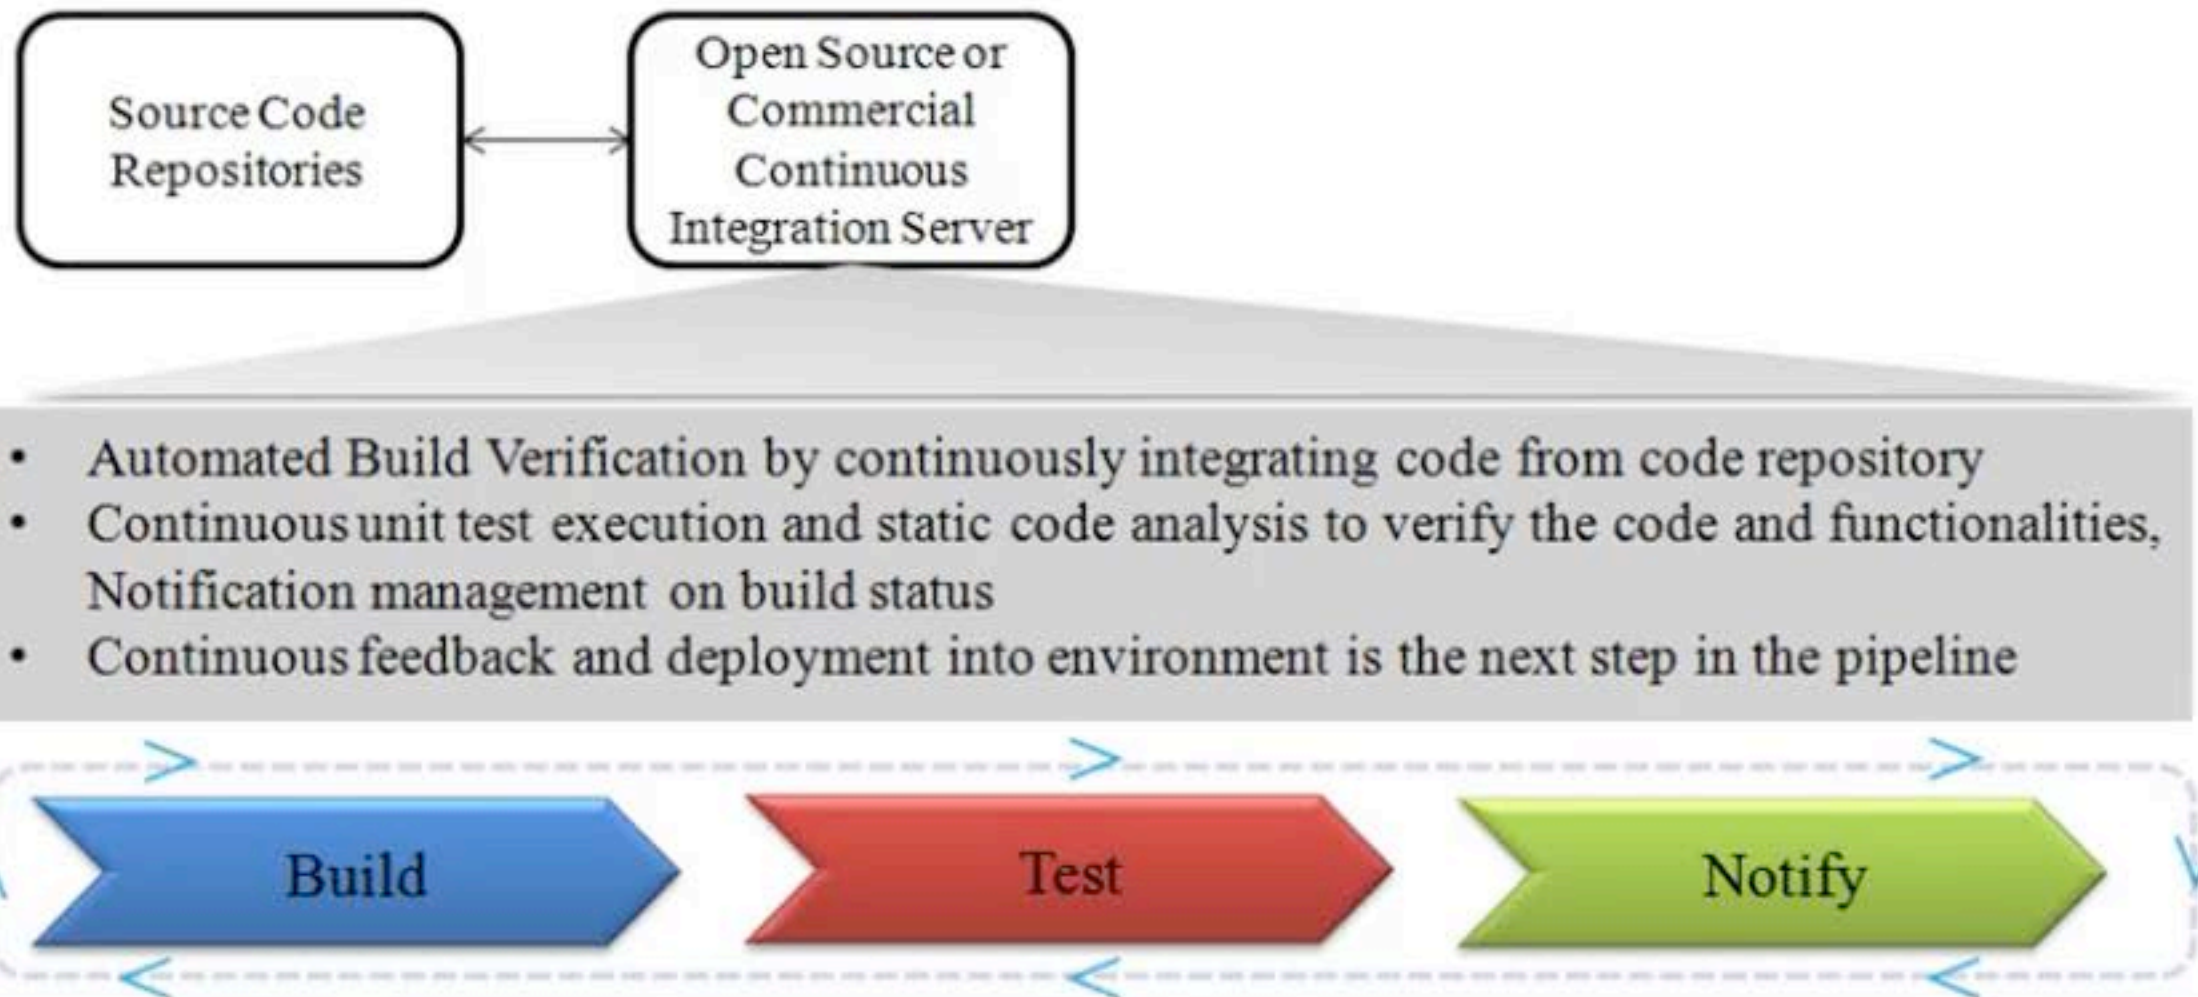 Source Code
Repositories
Open Source or
Commercial
Continuous
Integration Server
• Automated Build Verification by continuously integrating code from code repository
• Continuous unit test execution and static code analysis to verify the code and functionalities,
Notification management on build status
• Continuous feedback and deployment into environment is the next step in the pipeline
Build
Test
Notify